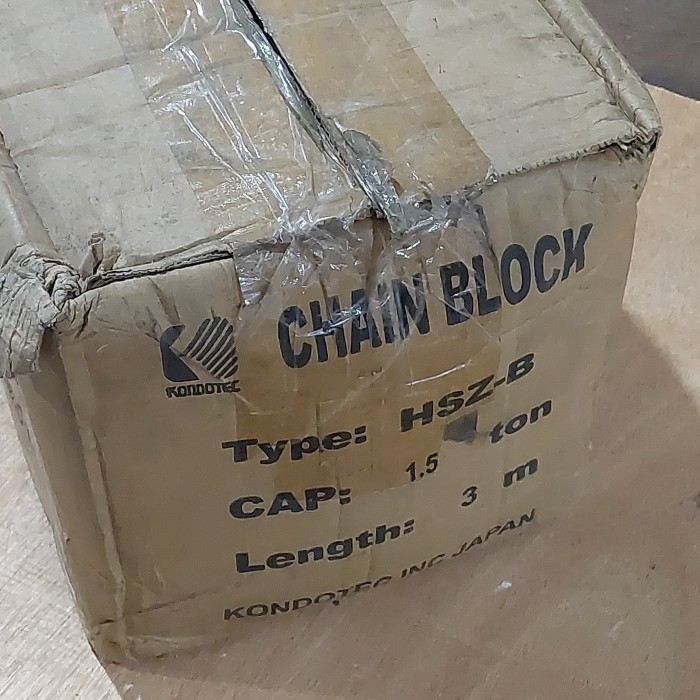 CHAIN BLOCK
KONDOTEC
Type: HSZ-B
CAP: 1.5 ton
Length: 3 m
KONDOTEC INC JAPAN